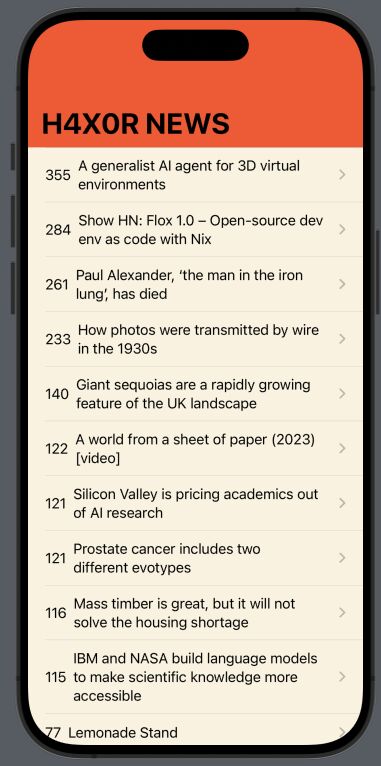 H4X0R NEWS
355 A generalist AI agent for 3D virtual
environments
284 Show HN: Flox 1.0 – Open-source dev
env as code with Nix
261 Paul Alexander, ‘the man in the iron
lung’, has died
233 How photos were transmitted by wire
in the 1930s
140 Giant sequoias are a rapidly growing
feature of the UK landscape
122 A world from a sheet of paper (2023)
[video]
121 Silicon Valley is pricing academics out
of AI research
121 Prostate cancer includes two
different evotypes
116 Mass timber is great, but it will not
solve the housing shortage
115 IBM and NASA build language models
to make scientific knowledge more
accessible
77 Lemonade Stand